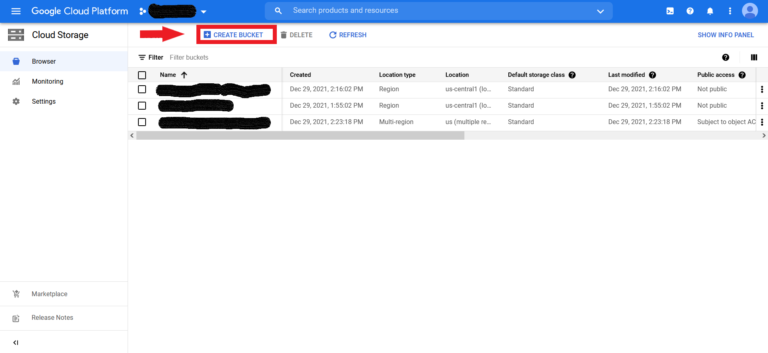 Google Cloud Platform
Search products and resources
Cloud Storage
CREATE BUCKET
DELETE
REFRESH
SHOW INFO PANEL
Browser
Monitoring
Settings
Filter Filter buckets
Name Created Location type Location Default storage class Last modified Public access
Dec 29, 2021, 2:16:02 PM Region us-central1 (lo... Standard Dec 29, 2021, 2:16:02 PM Not public
Dec 29, 2021, 1:55:02 PM Region us-central1 (lo... Standard Dec 29, 2021, 1:55:02 PM Not public
Dec 29, 2021, 2:23:18 PM Multi-region us (multiple re... Standard Dec 29, 2021, 2:23:18 PM Subject to object AC
Marketplace
Release Notes